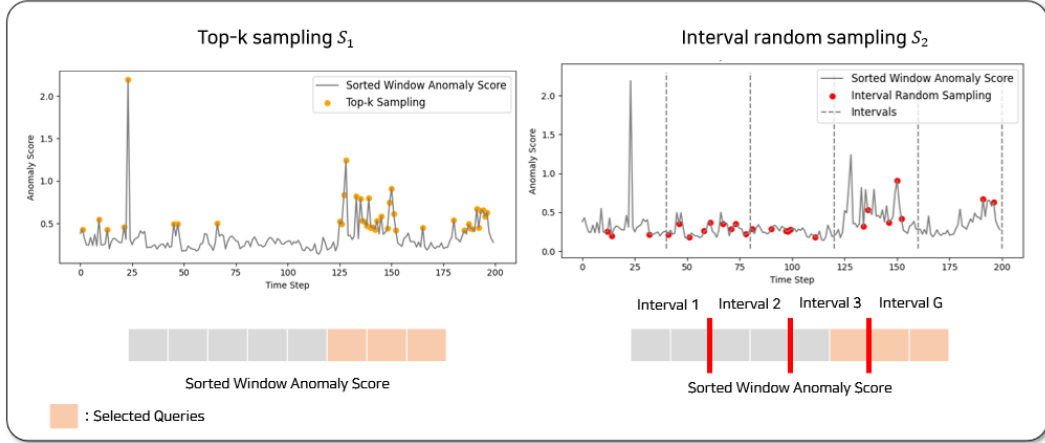 Top-k sampling S₁
Interval random sampling S₂
Sorted Window Anomaly Score
Top-k Sampling
Anomaly Score
2.0
1.5
1.0
0.5
0 25 50 75 100 125 150 175 200
Time Step
Sorted Window Anomaly Score
Interval Random Sampling
Intervals
Anomaly Score
2.0
1.5
1.0
0.5
0.0
0 25 50 75 100 125 150 175 200
Time Step
Interval 1 Interval 2 Interval 3 Interval G
Sorted Window Anomaly Score
Sorted Window Anomaly Score
: Selected Queries